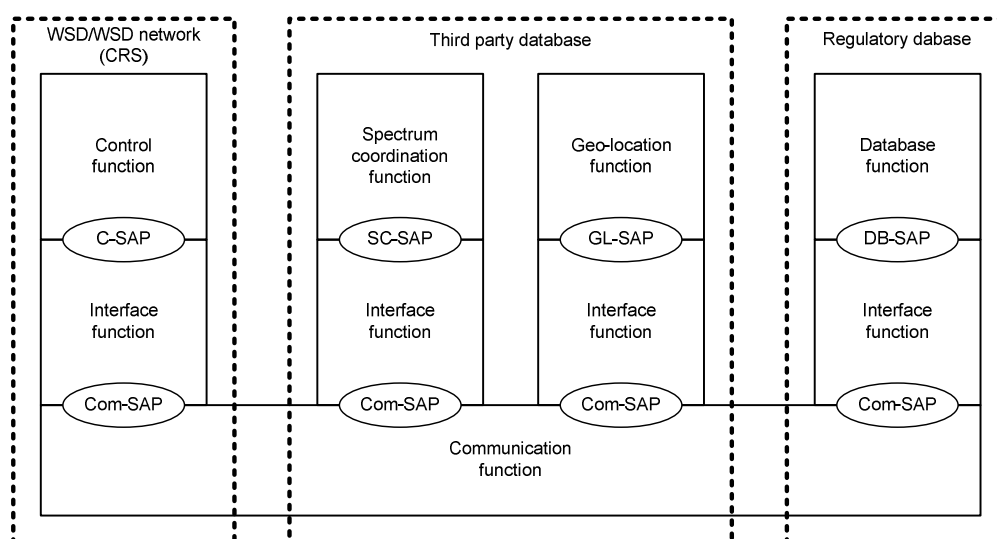 WSD/WSD network
(CRS)
Third party database
Regulatory dabase
Control
function
Spectrum
coordination
function
Geo-location
function
Database
function
C-SAP
SC-SAP
GL-SAP
DB-SAP
Interface
function
Interface
function
Interface
function
Interface
function
Com-SAP
Com-SAP
Com-SAP
Com-SAP
Communication
function